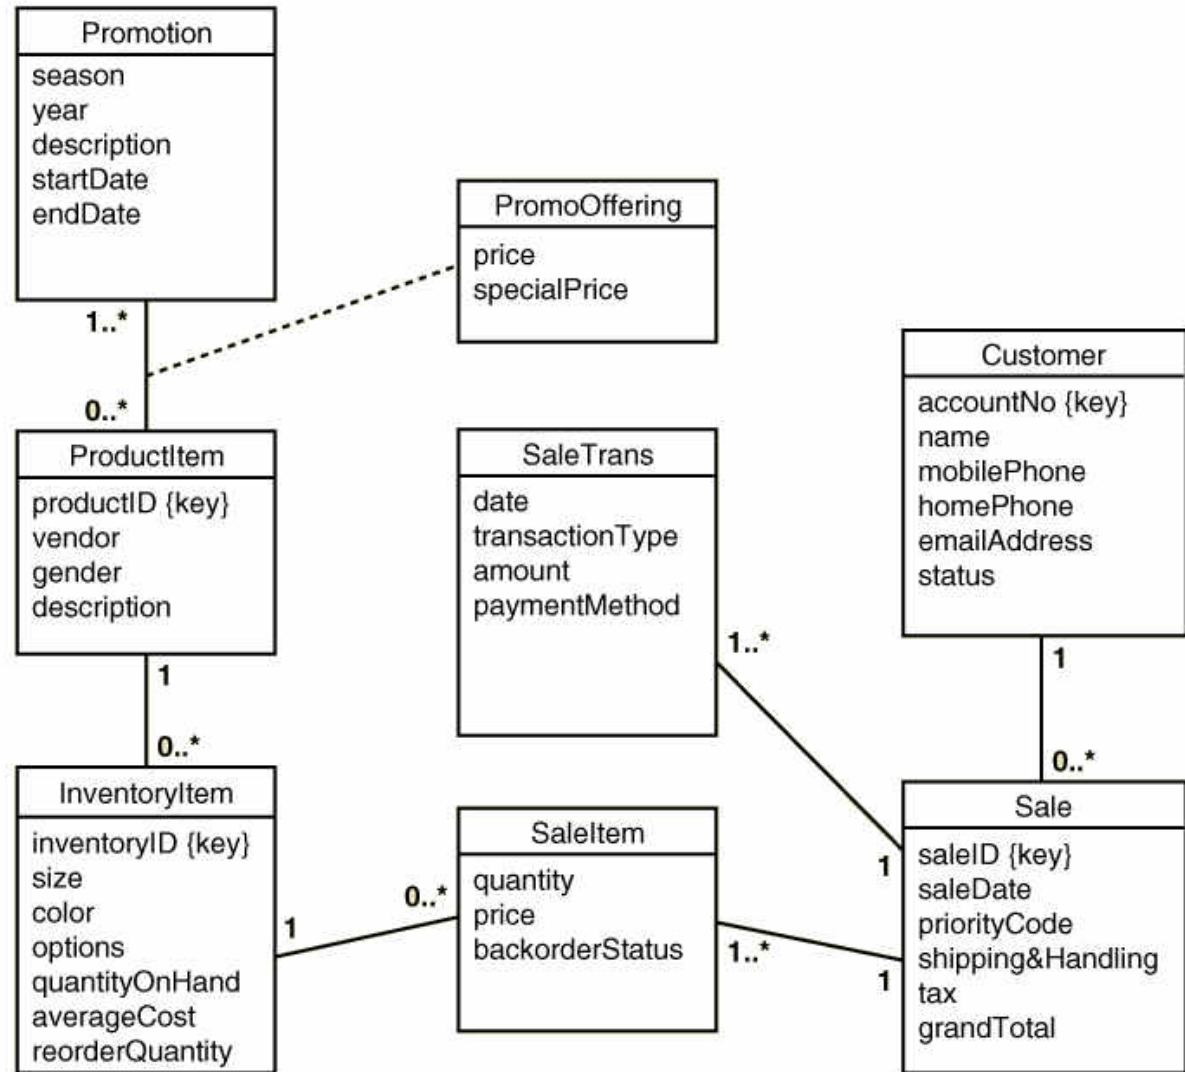 Promotion
season
year
description
startDate
endDate
1..*
0..*
PromoOffering
price
specialPrice
ProductItem
productID {key}
vendor
gender
description
1
0..*
SaleTrans
date
transactionType
amount
paymentMethod
1..*
1
Customer
accountNo {key}
name
mobilePhone
homePhone
emailAddress
status
1
0..*
InventoryItem
inventoryID {key}
size
color
options
quantityOnHand
averageCost
reorderQuantity
1
0..*
SaleItem
quantity
price
backorderStatus
1..*
1
Sale
saleID {key}
saleDate
priorityCode
shipping&Handling
tax
grandTotal